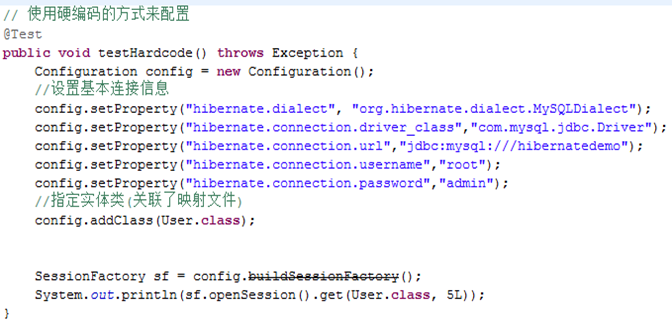 // 使用硬编码的方式来配置
@Test
public void testHardcode() throws Exception {
    Configuration config = new Configuration();
    //设置基本连接信息
    config.setProperty("hibernate.dialect", "org.hibernate.dialect.MySQLDialect");
    config.setProperty("hibernate.connection.driver_class","com.mysql.jdbc.Driver");
    config.setProperty("hibernate.connection.url","jdbc:mysql:///hibernatedemo");
    config.setProperty("hibernate.connection.username","root");
    config.setProperty("hibernate.connection.password","admin");
    //指定实体类(关联了映射文件)
    config.addClass(User.class);
    SessionFactory sf = config.buildSessionFactory();
    System.out.println(sf.openSession().get(User.class, 5L));
}